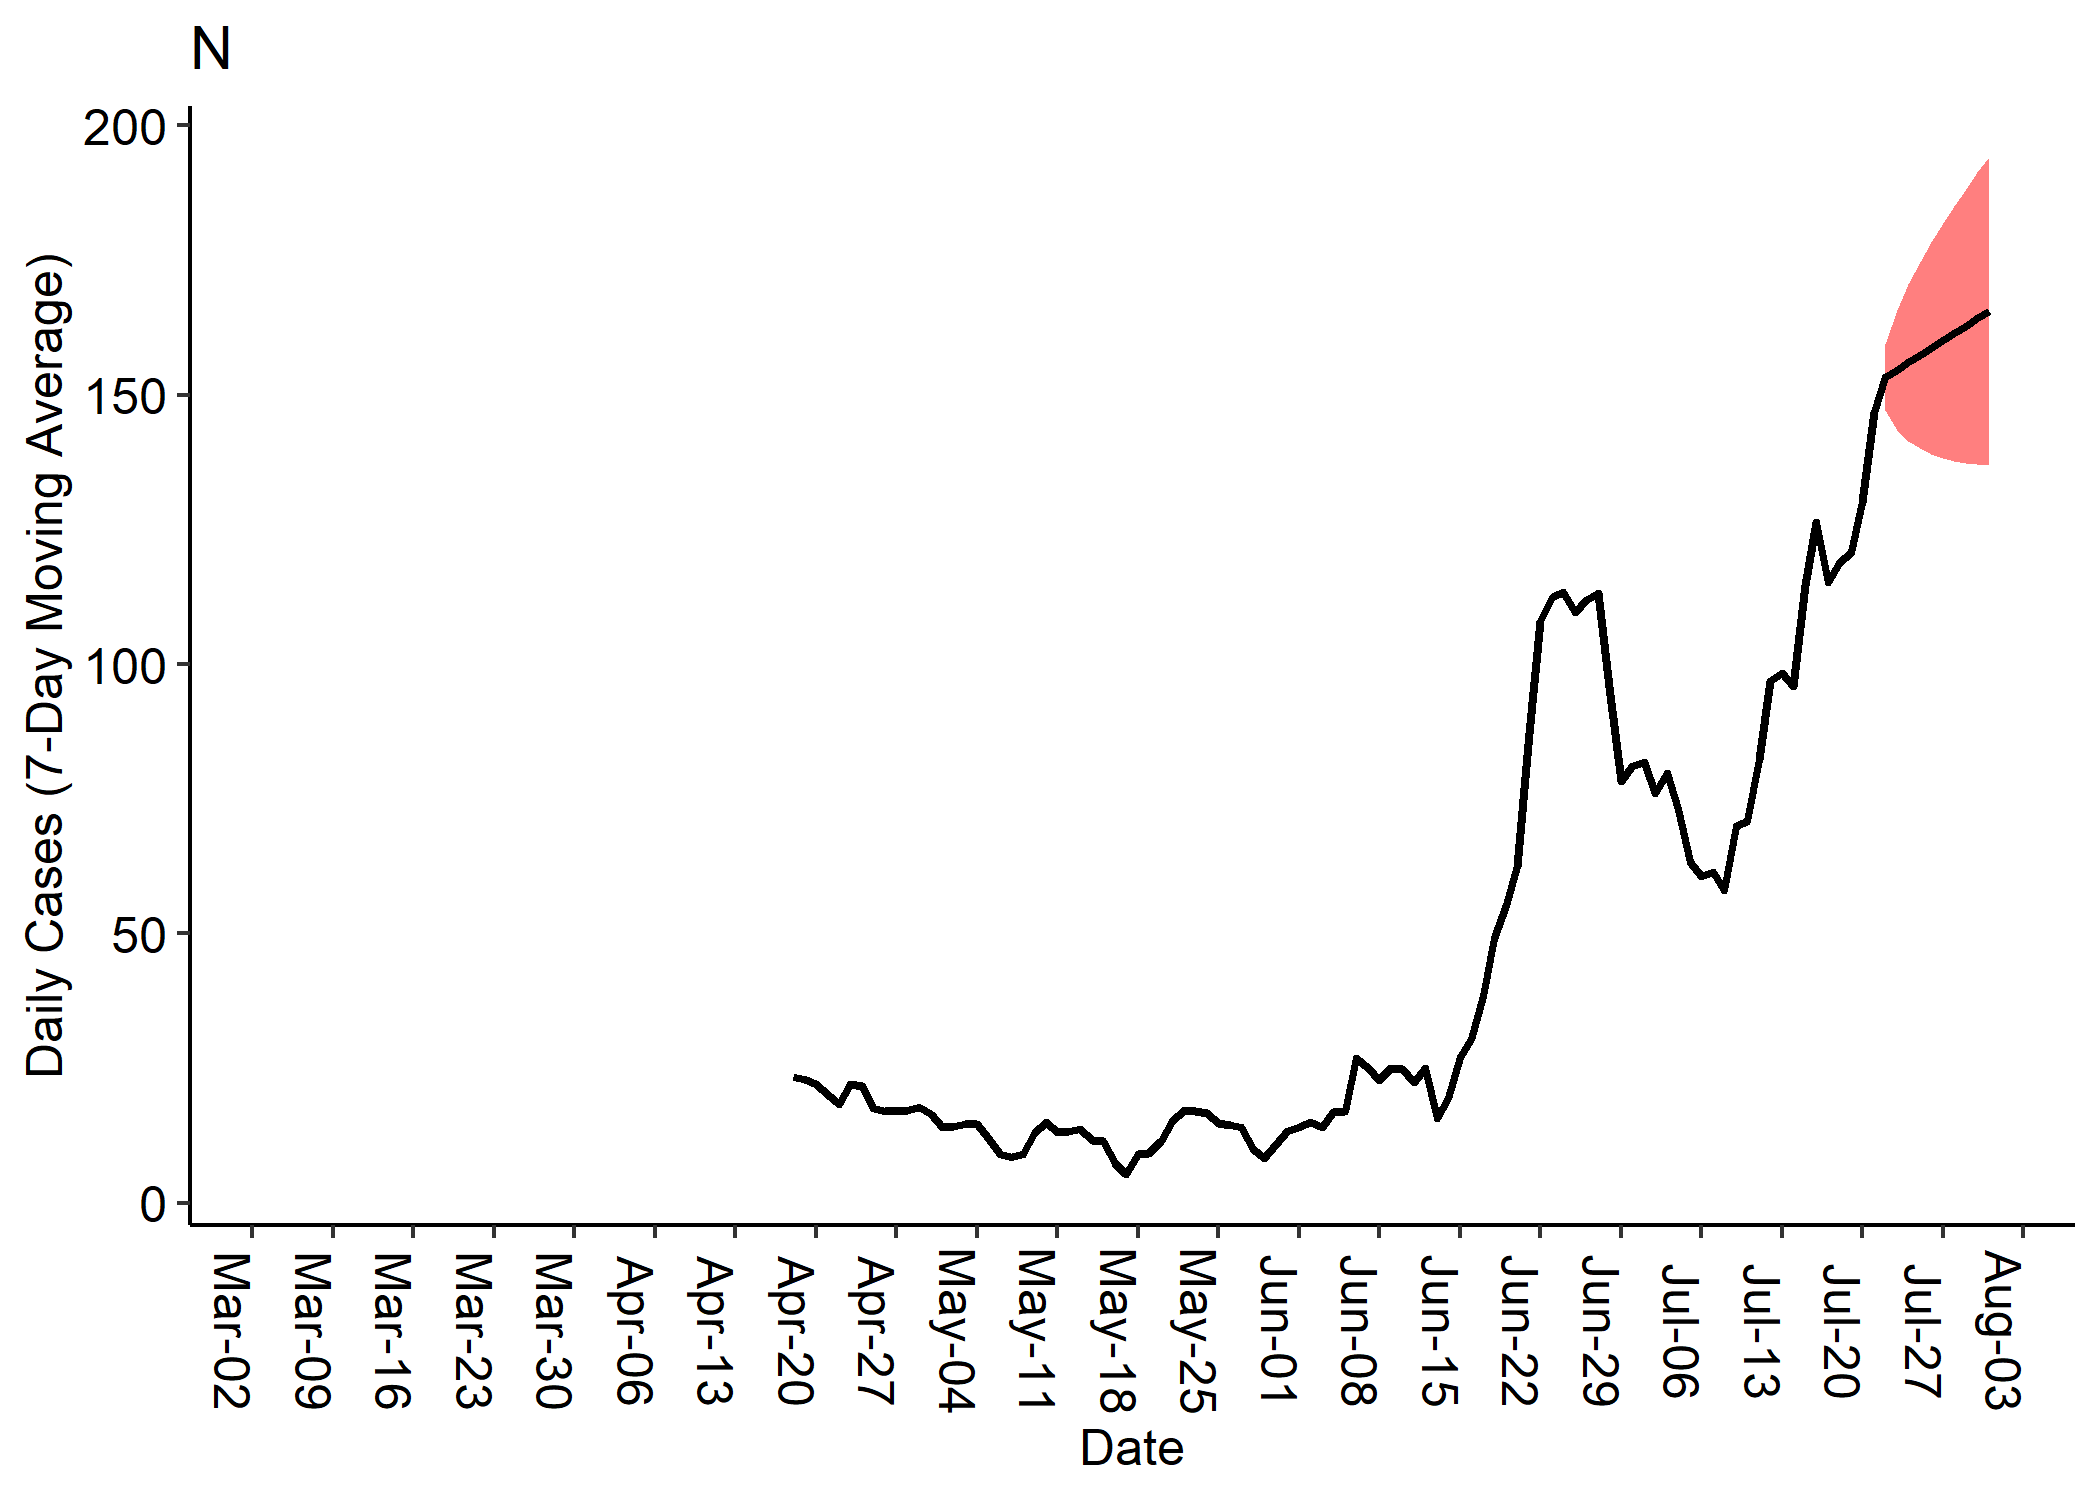 N
Daily Cases (7-Day Moving Average)
200
150
100
50
0
Mar-02
Mar-09
Mar-16
Mar-23
Mar-30
Apr-06
Apr-13
Apr-20
Apr-27
May-04
May-11
May-18
May-25
Jun-01
Jun-08
Jun-15
Jun-22
Jun-29
Jul-06
Jul-13
Jul-20
Jul-27
Aug-03
Date